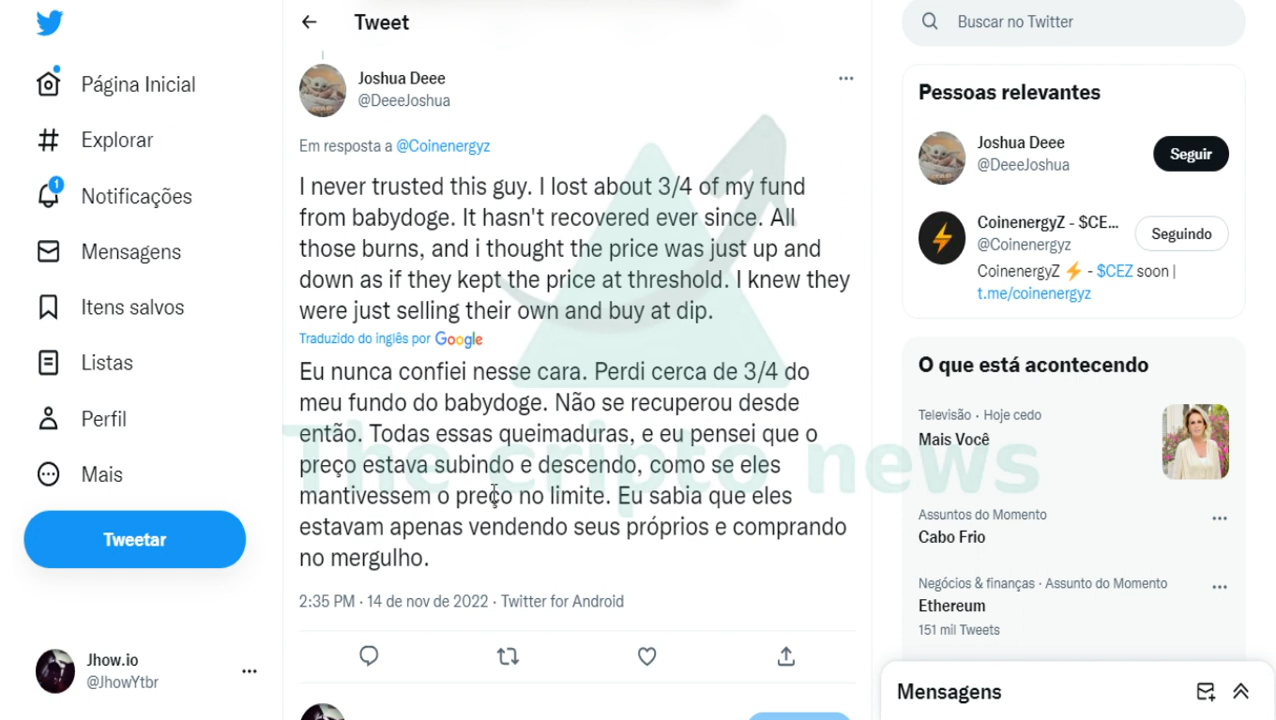 Página Inicial
Explorar
1
Notificações
Mensagens
Itens salvos
Listas
Perfil
Mais
Tweetar
Jhow.io
@JhowYtbr
Tweet
Joshua Deee
@DeeeJoshua
Em resposta a @Coinenergyz
I never trusted this guy. I lost about 3/4 of my fund
from babydoge. It hasn't recovered ever since. All
those burns, and i thought the price was just up and
down as if they kept the price at threshold. I knew they
were just selling their own and buy at dip.
Traduzido do inglês por Google
Eu nunca confiei nesse cara. Perdi cerca de 3/4 do
meu fundo do babydoge. Não se recuperou desde
então. Todas essas queimaduras, e eu pensei que o
preço estava subindo e descendo, como se eles
mantivessem o preço no limite. Eu sabia que eles
estavam apenas vendendo seus próprios e comprando
no mergulho.
2:35 PM · 14 de nov de 2022 · Twitter for Android
The cripto news
Buscar no Twitter
Pessoas relevantes
Joshua Deee
@DeeeJoshua
Seguir
CoinenergyZ - $CE...
@Coinenergyz
Seguindo
CoinenergyZ ⚡ - $CEZ soon |
t.me/coinenergyz
O que está acontecendo
Televisão · Hoje cedo
Mais Você
Assuntos do Momento
Cabo Frio
Negócios & finanças · Assunto do Momento
Ethereum
151 mil Tweets
Mensagens